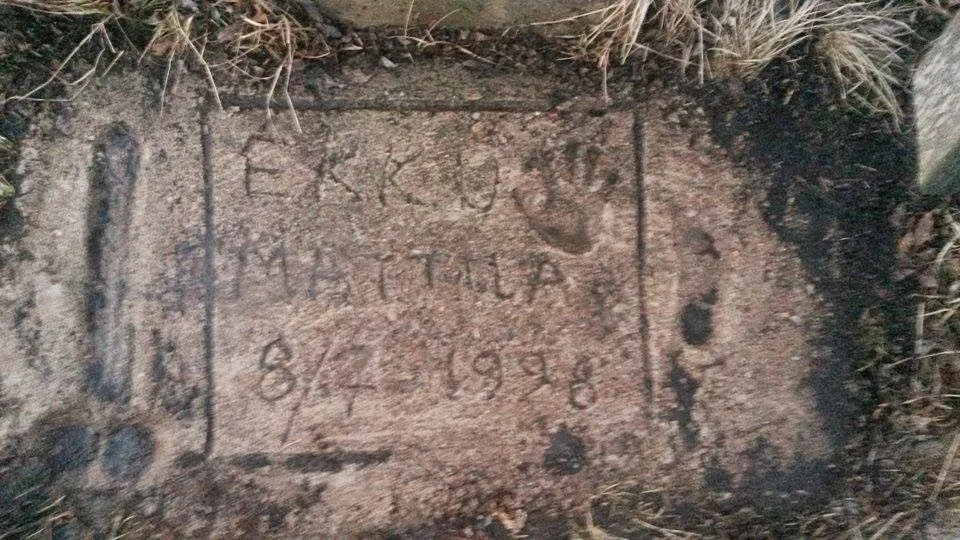 EKKU
MATTILA
8/7 - 1998